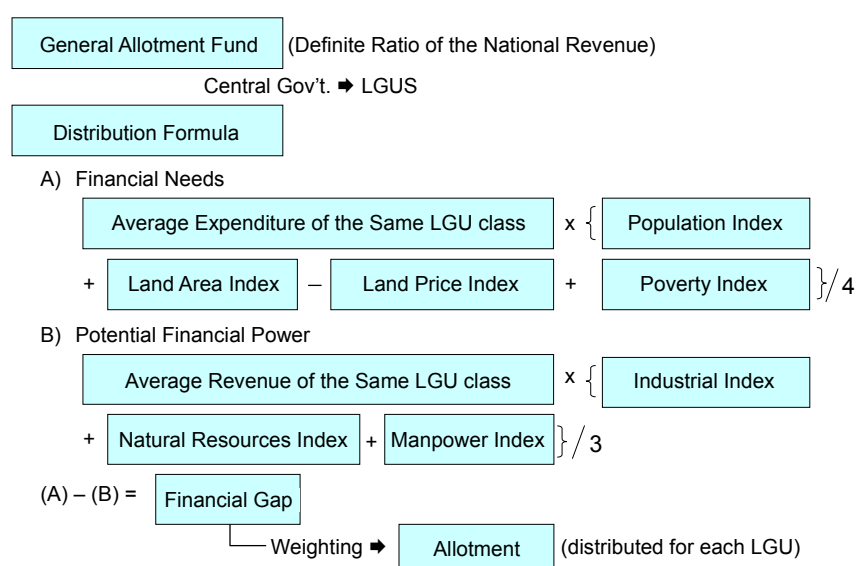 General Allotment Fund (Definite Ratio of the National Revenue)
Central Gov't. ➡ LGUS
Distribution Formula
A) Financial Needs
Average Expenditure of the Same LGU class x { Population Index
+ Land Area Index – Land Price Index + Poverty Index }/4
B) Potential Financial Power
Average Revenue of the Same LGU class x { Industrial Index
+ Natural Resources Index + Manpower Index }/3
(A) – (B) = Financial Gap
Weighting ➡ Allotment (distributed for each LGU)